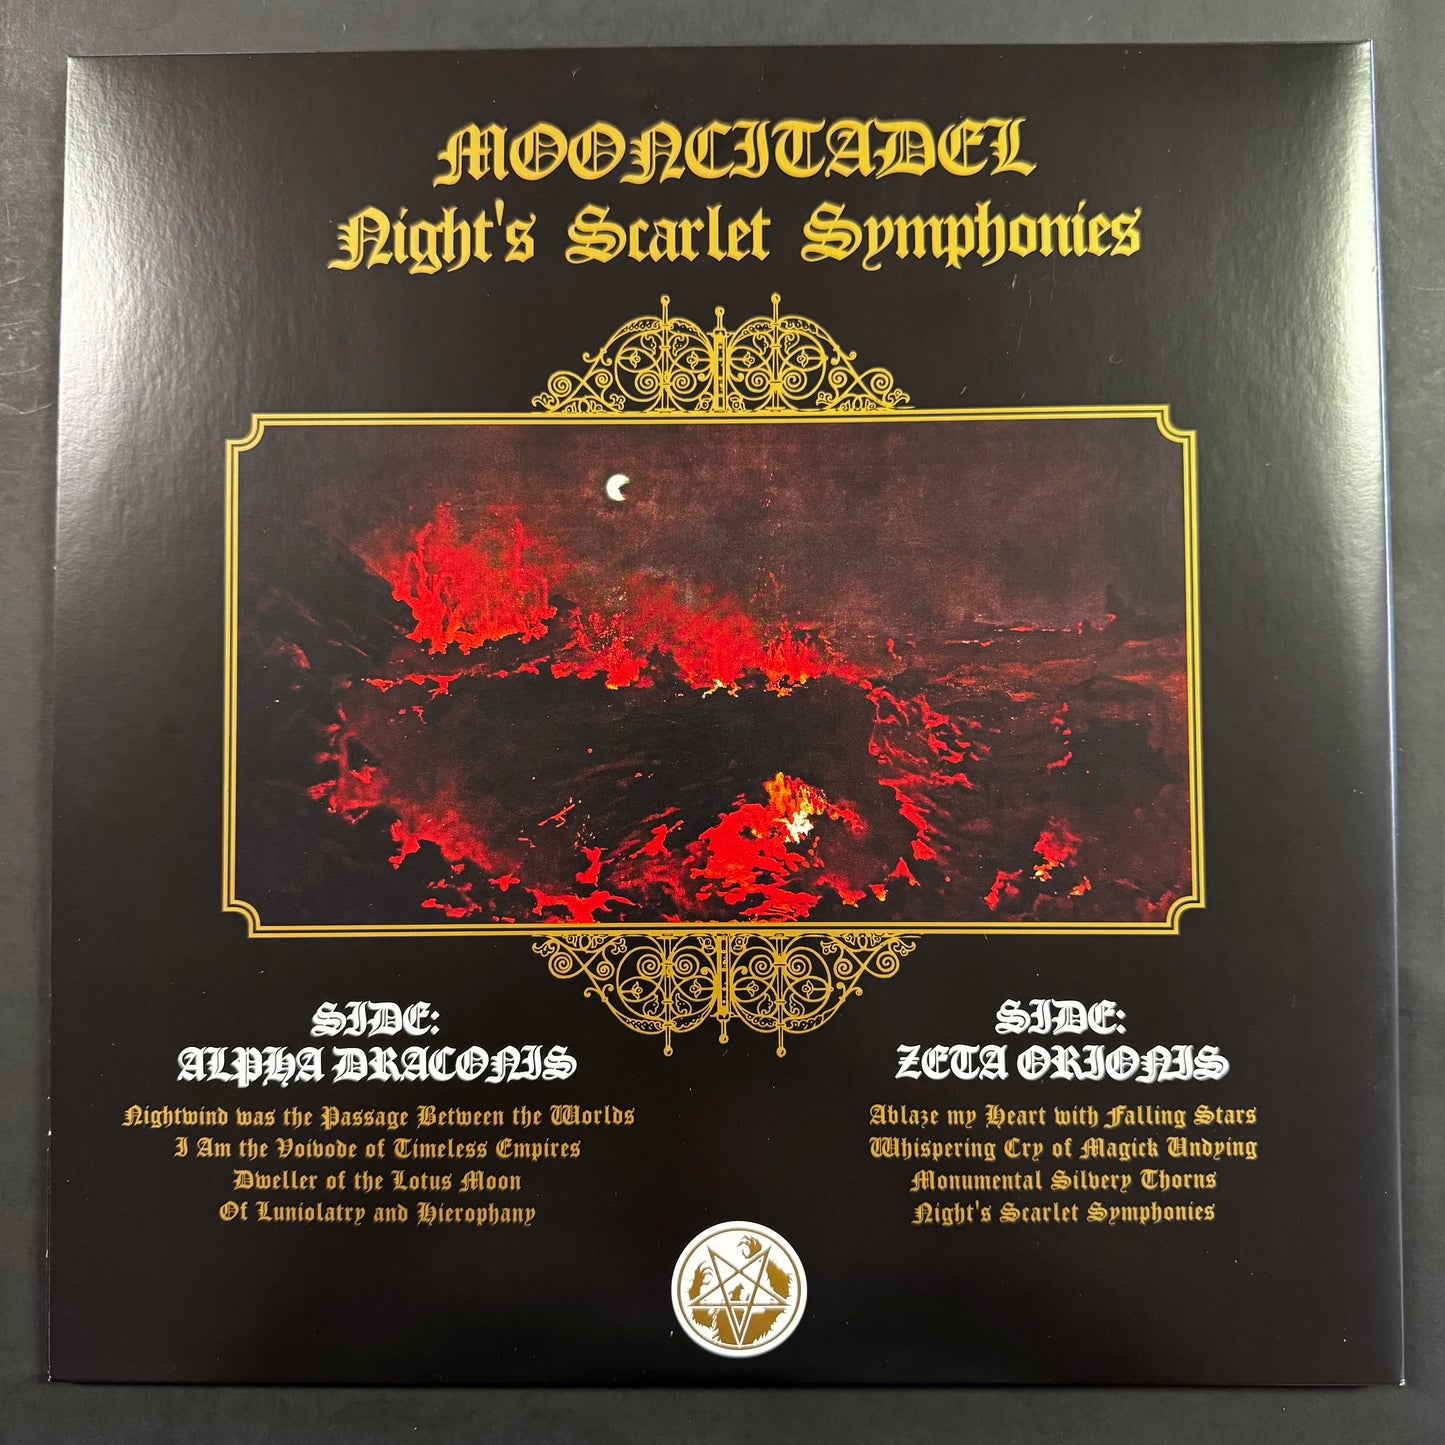 MOONCITADEL
Night's Scarlet Symphonies
SIDE:
ALPHA DRACONIS
Nightwind was the Passage Between the Worlds
I Am the Voivode of Timeless Empires
Dweller of the Lotus Moon
Of Luniolatry and Hierophany
SIDE:
ZETA ORIONIS
Ablaze my Heart with Falling Stars
Whispering Cry of Magick Undying
Monumental Silvery Thorns
Night's Scarlet Symphonies